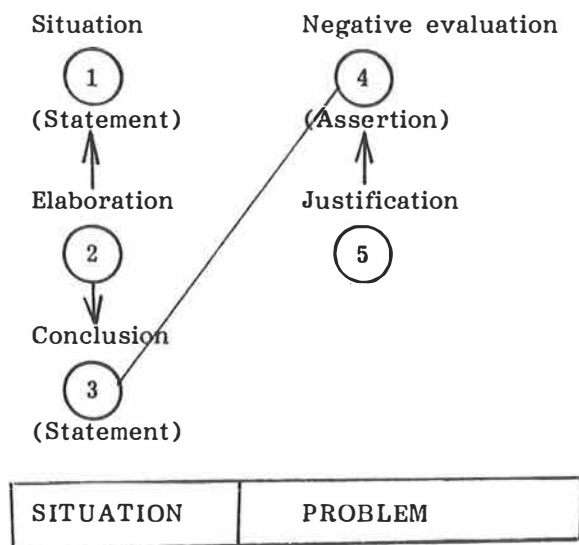 Situation
1
(Statement)
Elaboration
2
Conclusion
3
(Statement)
Negative evaluation
4
(Assertion)
Justification
5
SITUATION
PROBLEM